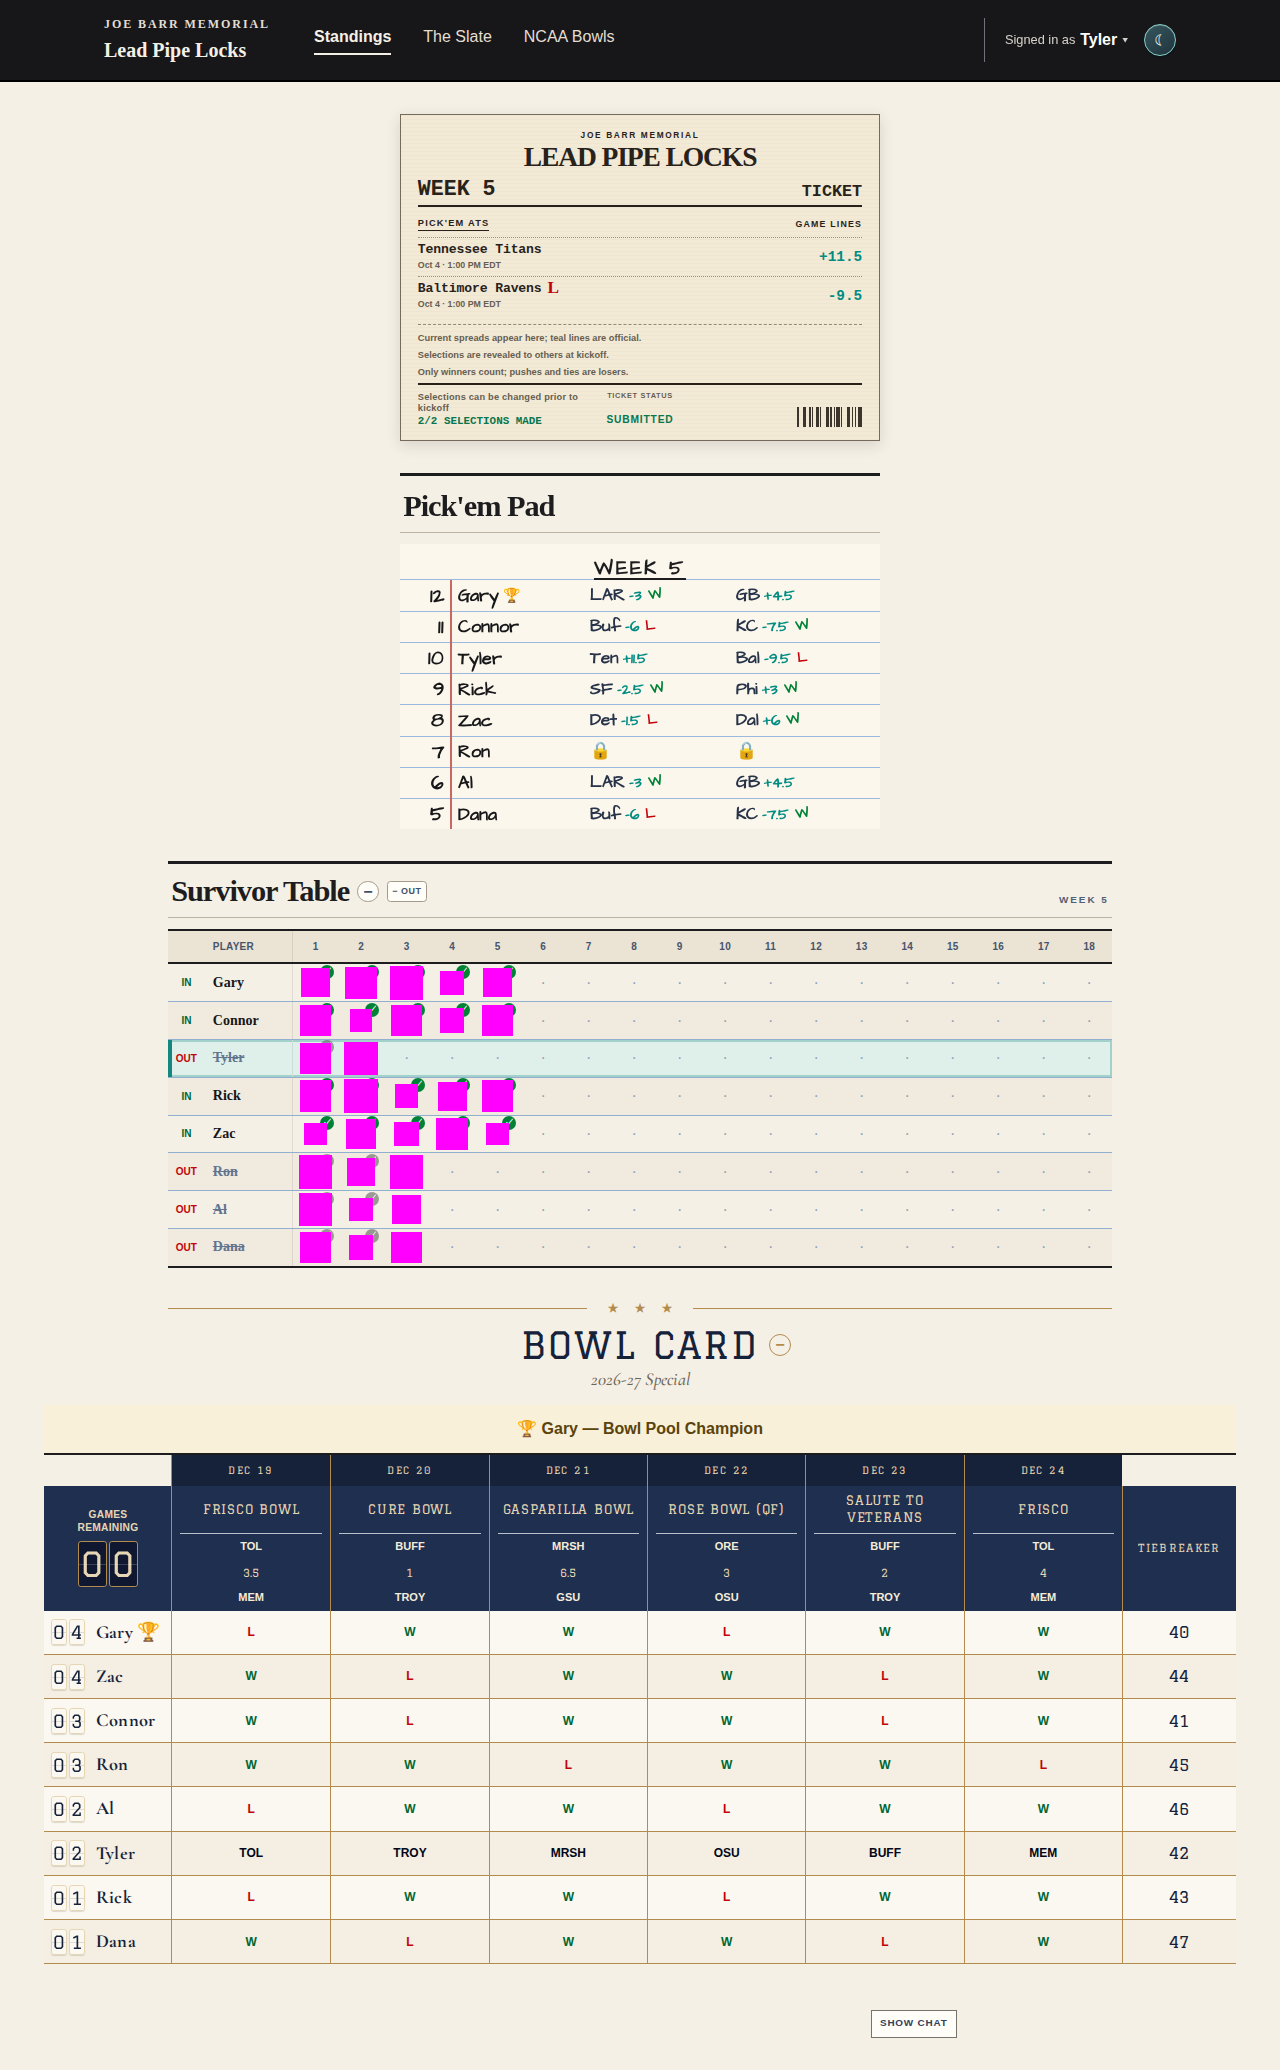 JOE BARR MEMORIAL
Lead Pipe Locks
Standings The Slate NCAA Bowls
Signed in as Tyler ▾
JOE BARR MEMORIAL
LEAD PIPE LOCKS
WEEK 5 TICKET
PICK'EM ATS GAME LINES
Tennessee Titans +11.5
Oct 4 · 1:00 PM EDT
Baltimore Ravens L -9.5
Oct 4 · 1:00 PM EDT
Current spreads appear here; teal lines are official.
Selections are revealed to others at kickoff.
Only winners count; pushes and ties are losers.
Selections can be changed prior to kickoff
2/2 SELECTIONS MADE
TICKET STATUS
SUBMITTED
Pick'em Pad
WEEK 5
12 Gary 🏆 LAR -3 W GB +4.5
11 Connor Buf -6 L KC -7.5 W
10 Tyler Ten +11.5 Bal -9.5 L
9 Rick SF -2.5 W Phi +3 W
8 Zac Det -1.5 L Dal +6 W
7 Ron 🔒 🔒
6 Al LAR -3 W GB +4.5
5 Dana Buf -6 L KC -7.5 W
Survivor Table − − OUT WEEK 5
PLAYER 1 2 3 4 5 6 7 8 9 10 11 12 13 14 15 16 17 18
IN Gary · · · · · · · · · · · · ·
IN Connor · · · · · · · · · · · · ·
OUT Tyler · · · · · · · · · · · · · · · ·
IN Rick · · · · · · · · · · · · ·
IN Zac · · · · · · · · · · · · ·
OUT Ron · · · · · · · · · · · · · · ·
OUT Al · · · · · · · · · · · · · · ·
OUT Dana · · · · · · · · · · · · · · ·
★ ★ ★
BOWL CARD −
2026-27 Special
🏆 Gary — Bowl Pool Champion
DEC 19 DEC 20 DEC 21 DEC 22 DEC 23 DEC 24
GAMES REMAINING 00
FRISCO BOWL CURE BOWL GASPARILLA BOWL ROSE BOWL (QF) SALUTE TO VETERANS FRISCO TIEBREAKER
TOL BUFF MRSH ORE BUFF TOL
3.5 1 6.5 3 2 4
MEM TROY GSU OSU TROY MEM
04 Gary 🏆 L W W L W W 40
04 Zac W L W W L W 44
03 Connor W L W W L W 41
03 Ron W W L W W L 45
02 Al L W W L W W 46
02 Tyler TOL TROY MRSH OSU BUFF MEM 42
01 Rick L W W L W W 43
01 Dana W L W W L W 47
SHOW CHAT